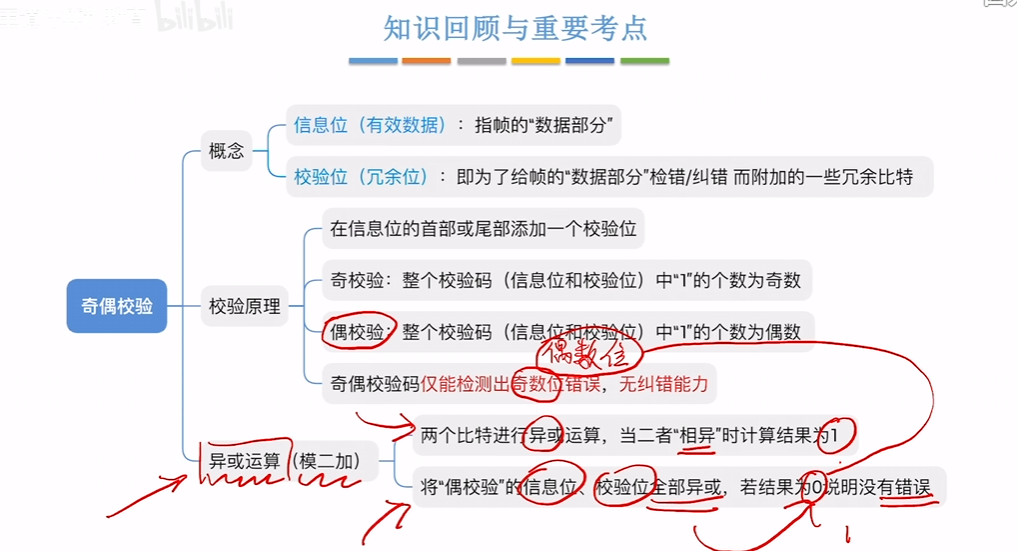 bilibili
知识回顾与重要考点
信息位（有效数据）：指帧的“数据部分”
概念
校验位（冗余位）：即为了给帧的“数据部分”检错/纠错 而附加的一些冗余比特
在信息位的首部或尾部添加一个校验位
奇校验：整个校验码（信息位和校验位）中“1”的个数为奇数
奇偶校验
校验原理
偶校验：整个校验码（信息位和校验位）中“1”的个数为偶数
偶数位
奇偶校验码仅能检测出奇数位错误，无纠错能力
两个比特进行异或运算，当二者“相异”时计算结果为1
异或运算（模二加）
将“偶校验”的信息位、校验位全部异或，若结果为0说明没有错误